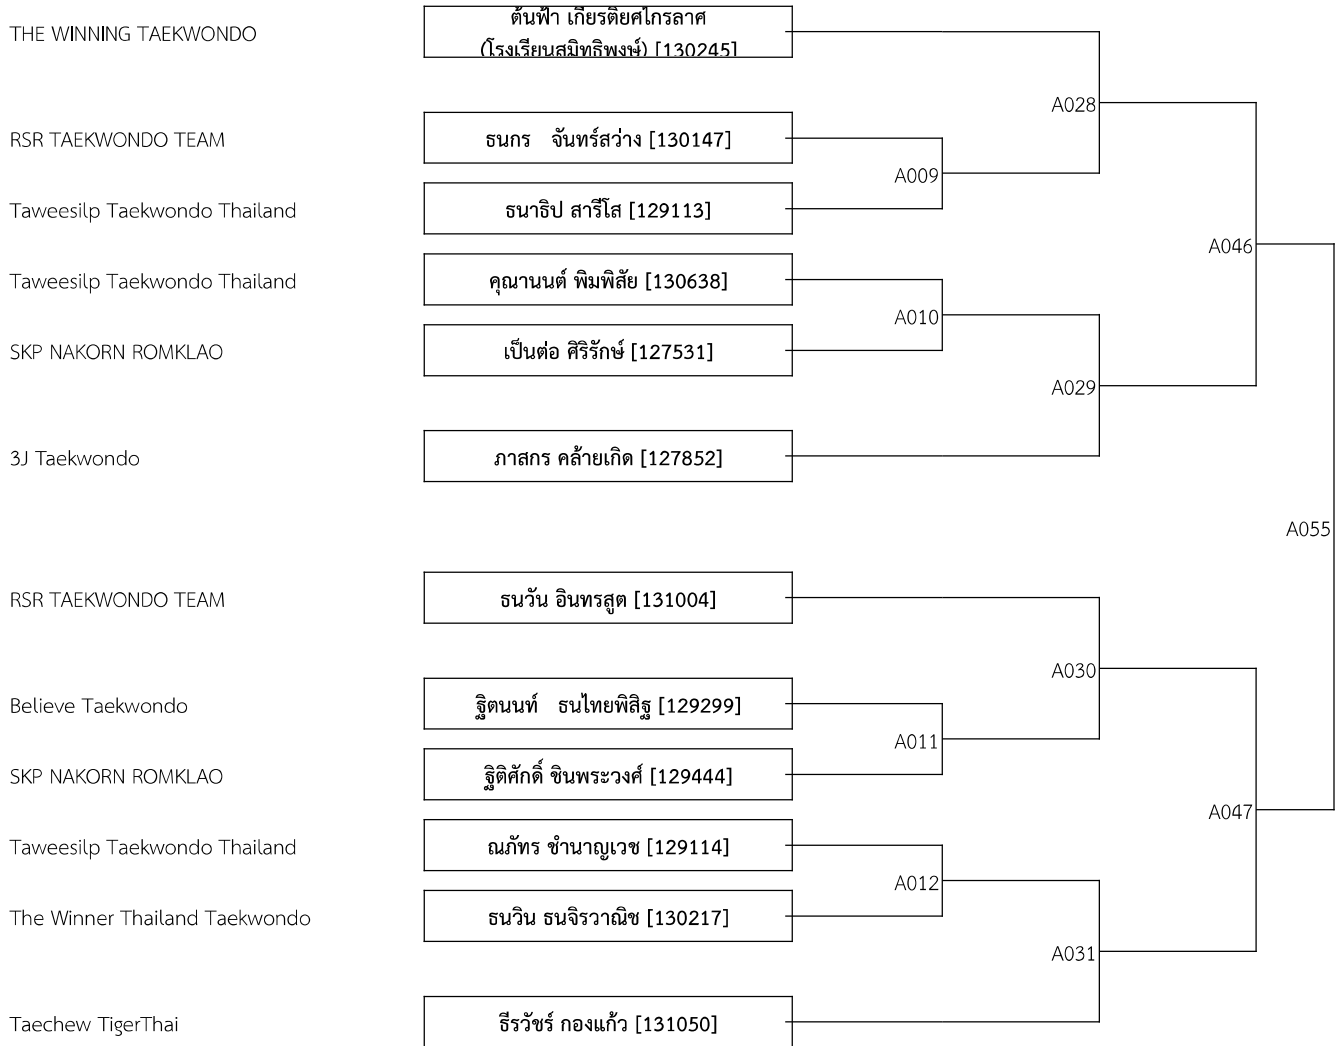 THE WINNING TAEKWONDO
ต้นฟ้า เกียรติยศไกรลาศ
(โรงเรียนสมิทธิพงษ์) [130245]
A028
RSR TAEKWONDO TEAM
ธนกร จันทร์สว่าง [130147]
A009
Taweesilp Taekwondo Thailand
ธนาธิป สารีโส [129113]
A046
Taweesilp Taekwondo Thailand
คุณานนต์ พิมพิสัย [130638]
A010
SKP NAKORN ROMKLAO
เป็นต่อ ศิริรักษ์ [127531]
A029
3J Taekwondo
ภาสกร คล้ายเกิด [127852]
A055
RSR TAEKWONDO TEAM
ธนวัน อินทรสูต [131004]
A030
Believe Taekwondo
ฐิตนนท์ ธนไทยพิสิฐ [129299]
A011
SKP NAKORN ROMKLAO
ฐิติศักดิ์ ชินพระวงศ์ [129444]
A047
Taweesilp Taekwondo Thailand
ณภัทร ชำนาญเวช [129114]
A012
The Winner Thailand Taekwondo
ธนวิน ธนจิรวาณิช [130217]
A031
Taechew TigerThai
ธีรวัชร์ กองแก้ว [131050]